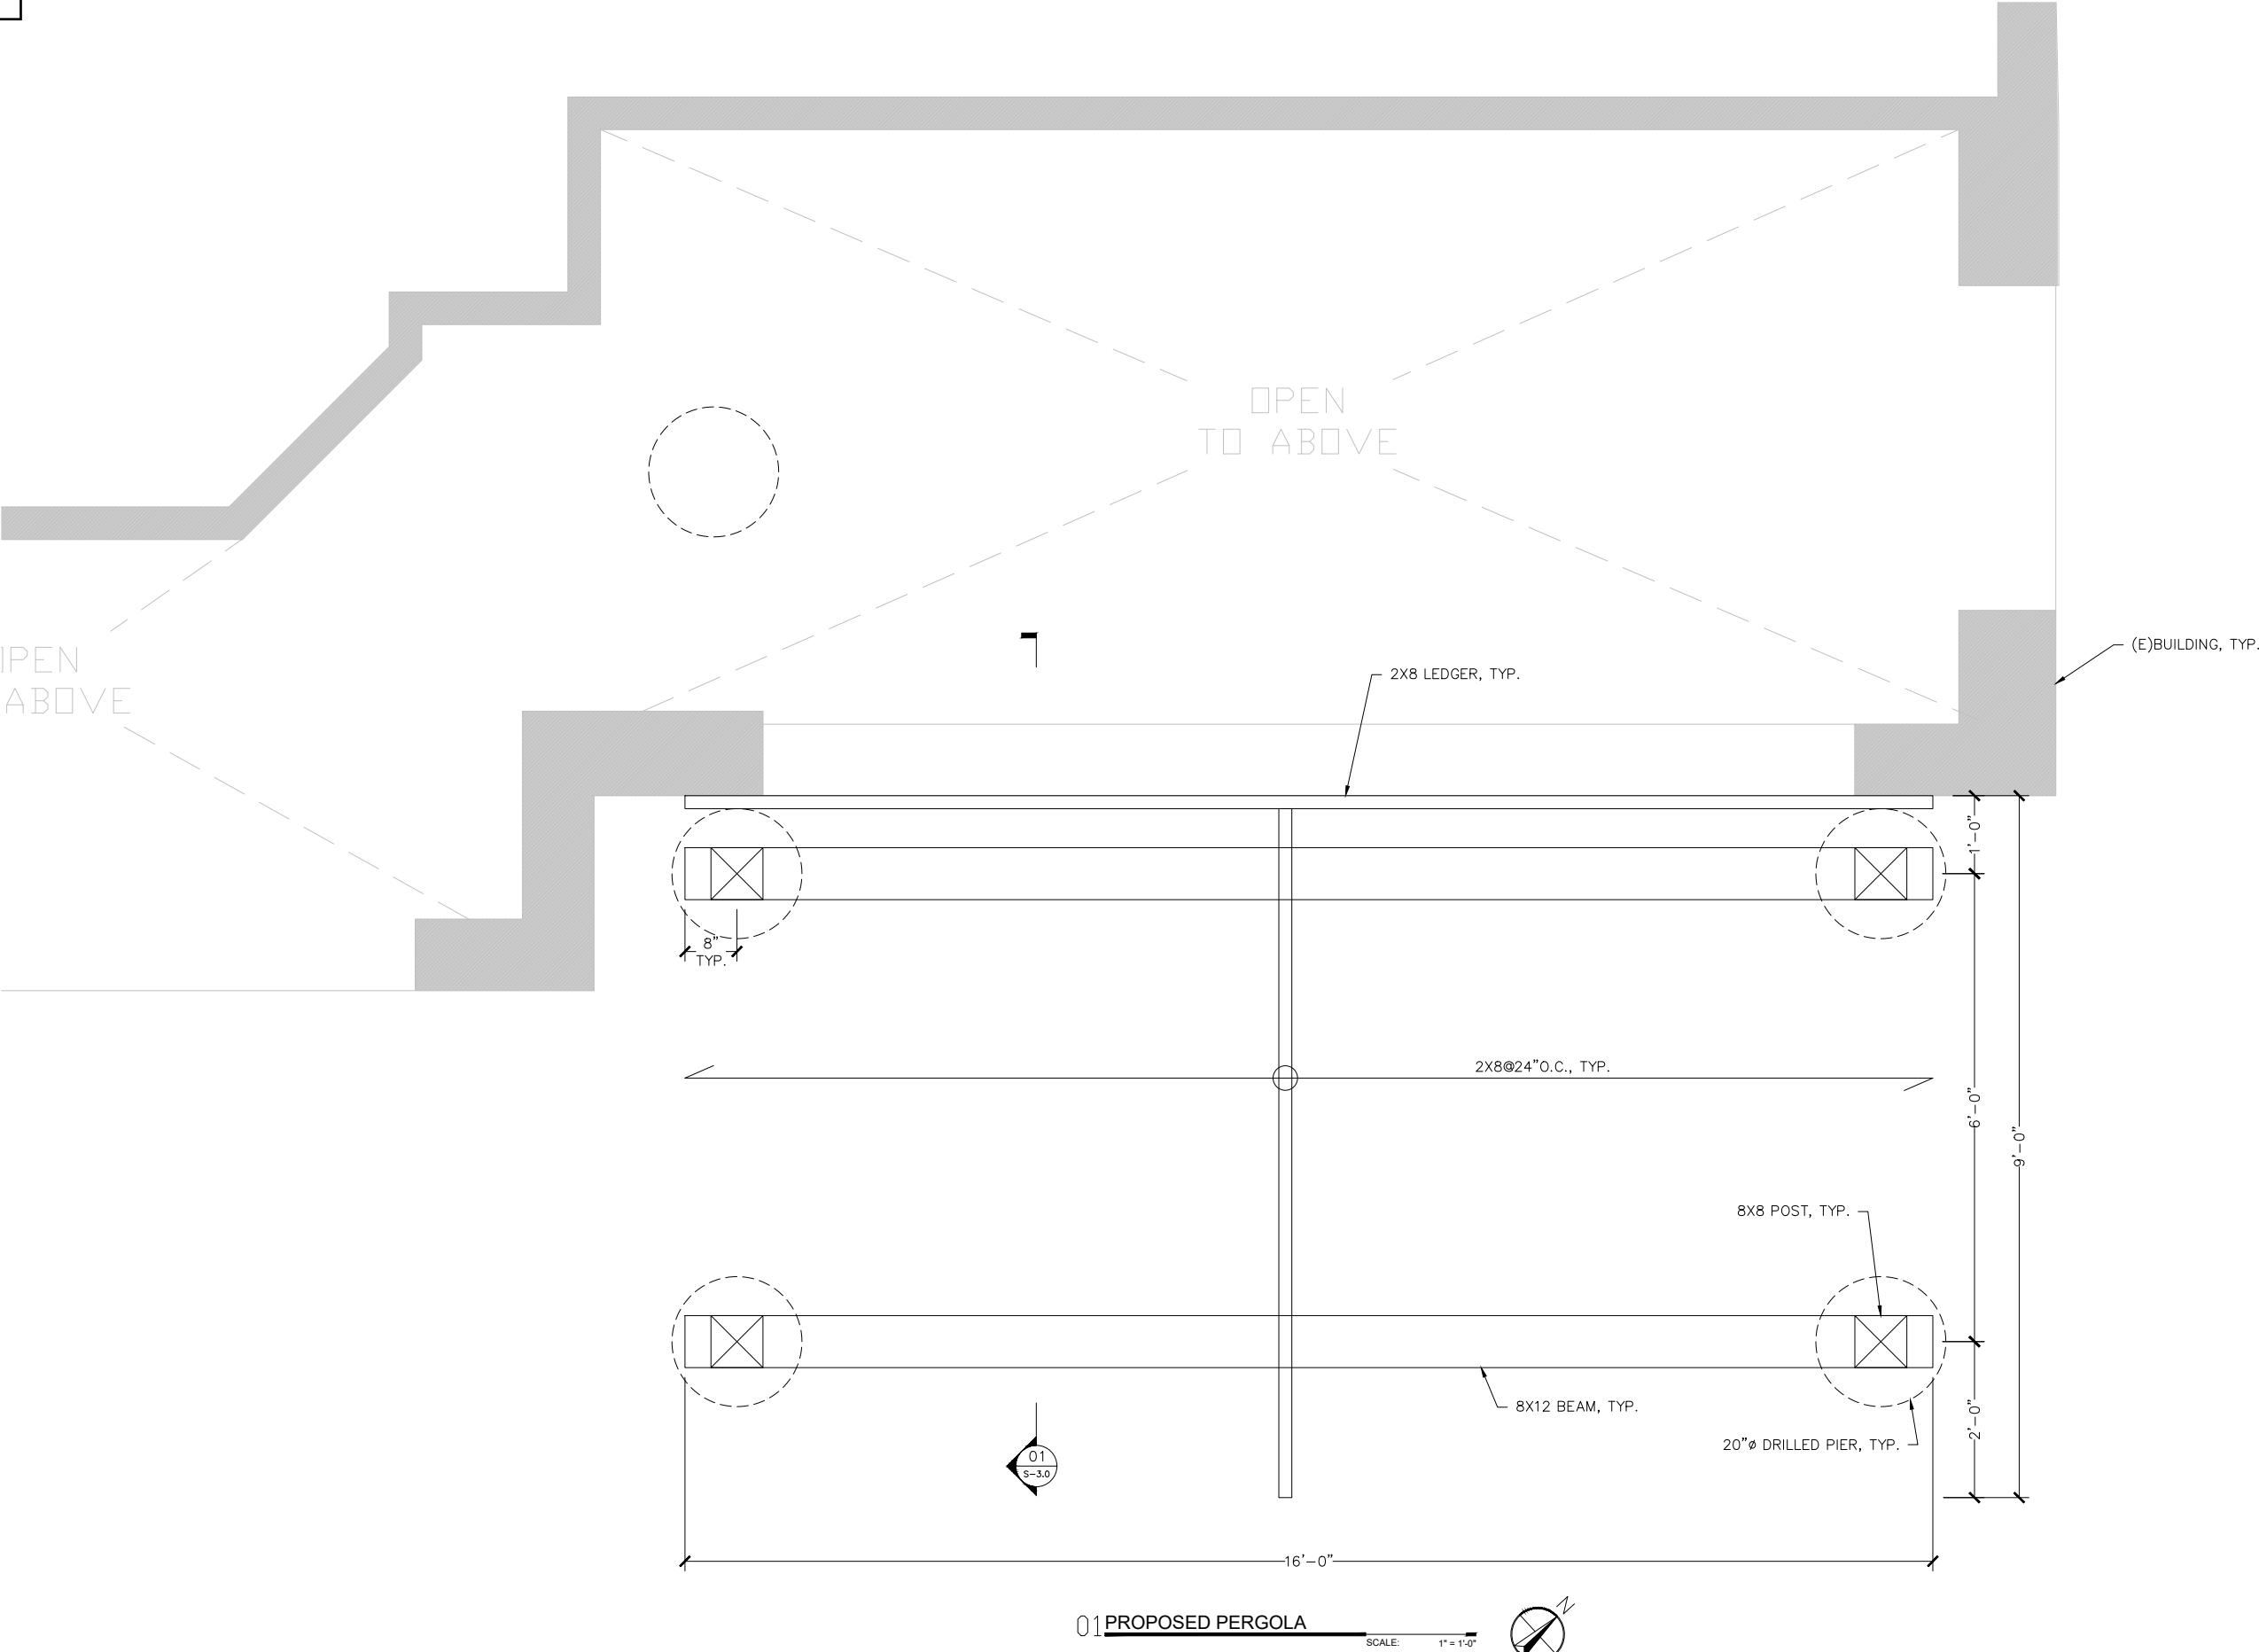 OPEN
TO ABOVE
(E)BUILDING, TYP.
PEN
ABOVE
2X8 LEDGER, TYP.
1'-0"
8"
TYP.
2X8@24"O.C., TYP.
6'-0"
9'-0"
8X8 POST, TYP.
8X12 BEAM, TYP.
2'-0"
20"ø DRILLED PIER, TYP.
01
S-3.0
16'-0"
N
01 PROPOSED PERGOLA
SCALE: 1" = 1'-0"